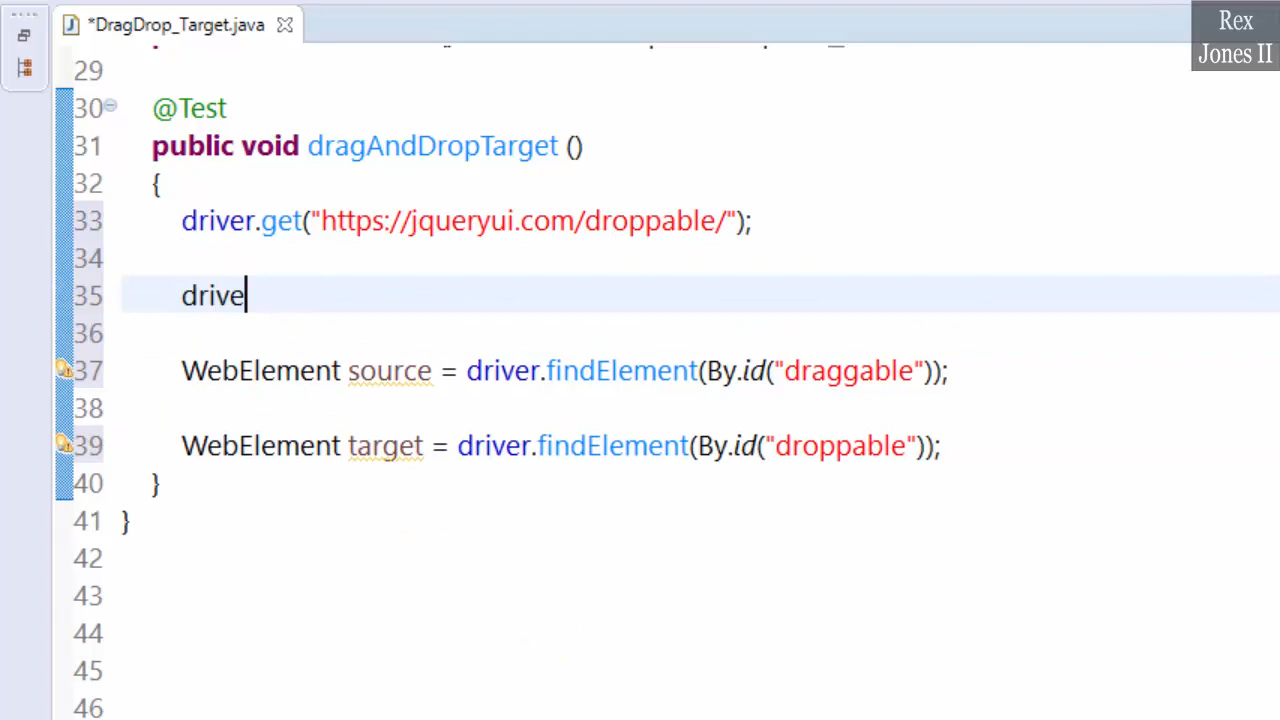 *DragDrop_Target.java
Rex
Jones II
29
30 @Test
31 public void dragAndDropTarget ()
32 {
33 driver.get("https://jqueryui.com/droppable/");
34
35 drive
36
37 WebElement source = driver.findElement(By.id("draggable"));
38
39 WebElement target = driver.findElement(By.id("droppable"));
40 }
41 }
42
43
44
45
46